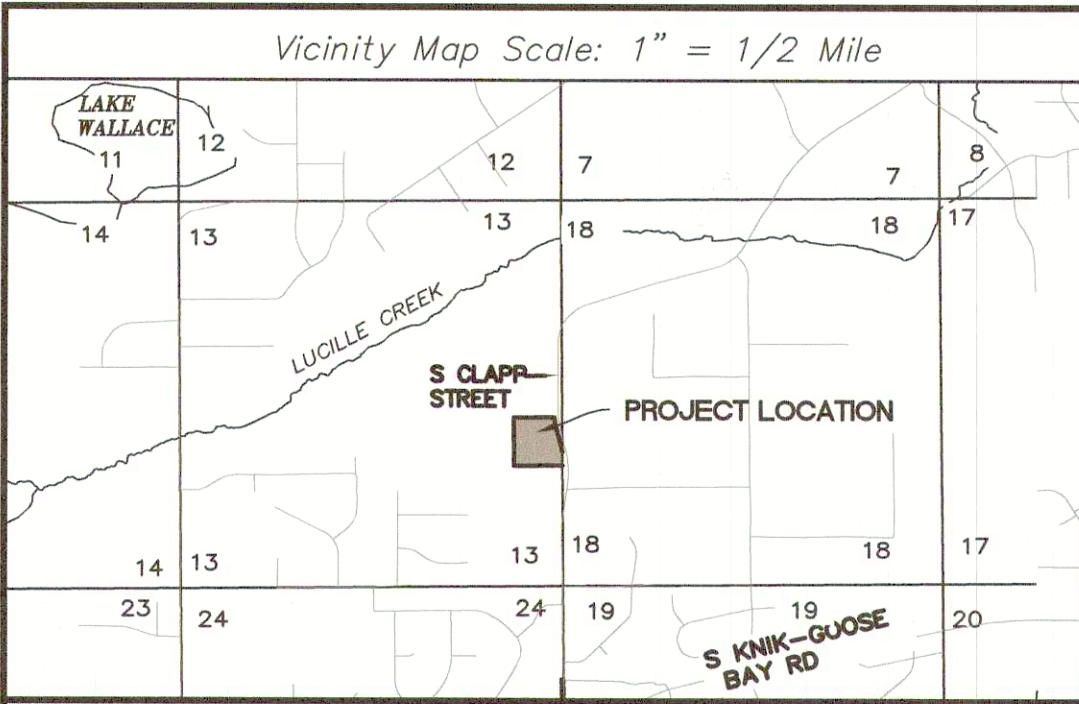 Vicinity Map Scale: 1" = 1/2 Mile
LAKE
WALLACE
11
12
12
7
7
8
14
13
13
18
18
17
LUCILLE CREEK
S CLAPP
STREET
PROJECT LOCATION
14
13
13
18
18
17
23
24
24
19
19
20
S KNIK-GOOSE
BAY RD